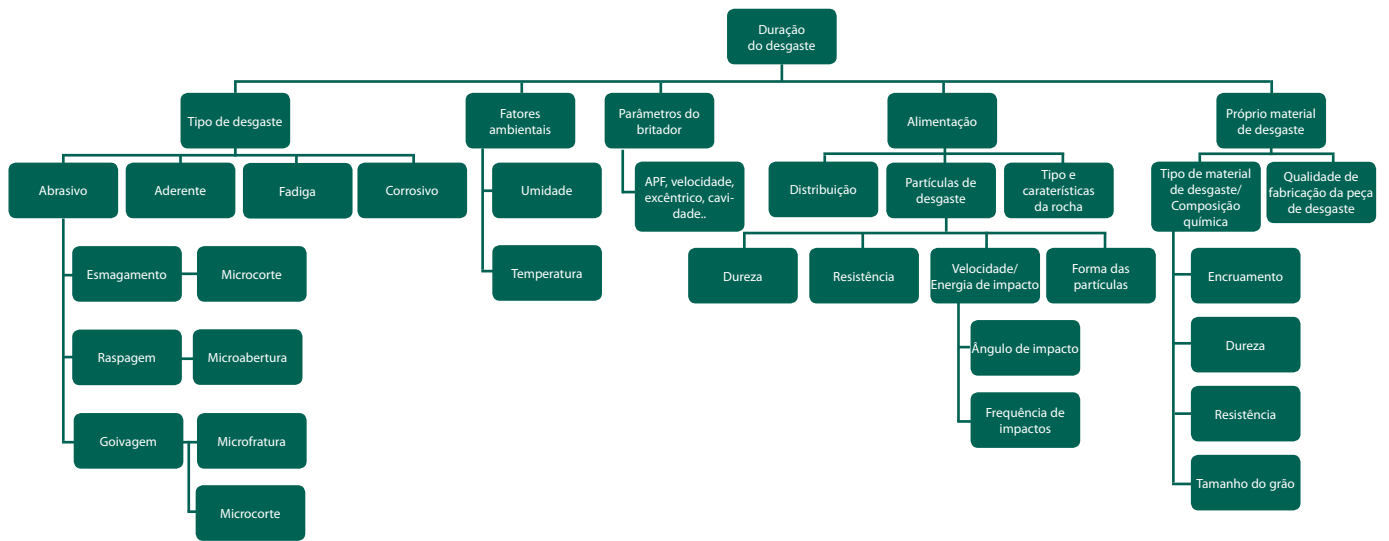 Duração
do desgaste
Tipo de desgaste
Fatores
ambientais
Parâmetros do
britador
Alimentação
Próprio material
de desgaste
Abrasivo
Aderente
Fadiga
Corrosivo
Umidade
APF, velocidade,
excêntrico, cavi-
dade..
Distribuição
Partículas de
desgaste
Tipo e
caraterísticas
da rocha
Tipo de material
de desgaste/
Composição
química
Qualidade de
fabricação da peça
de desgaste
Esmagamento
Microcorte
Temperatura
Dureza
Resistência
Velocidade/
Energia de impacto
Forma das
partículas
Encruamento
Raspagem
Microabertura
Ângulo de impacto
Dureza
Goivagem
Microfratura
Frequência de
impactos
Resistência
Microcorte
Tamanho do grão